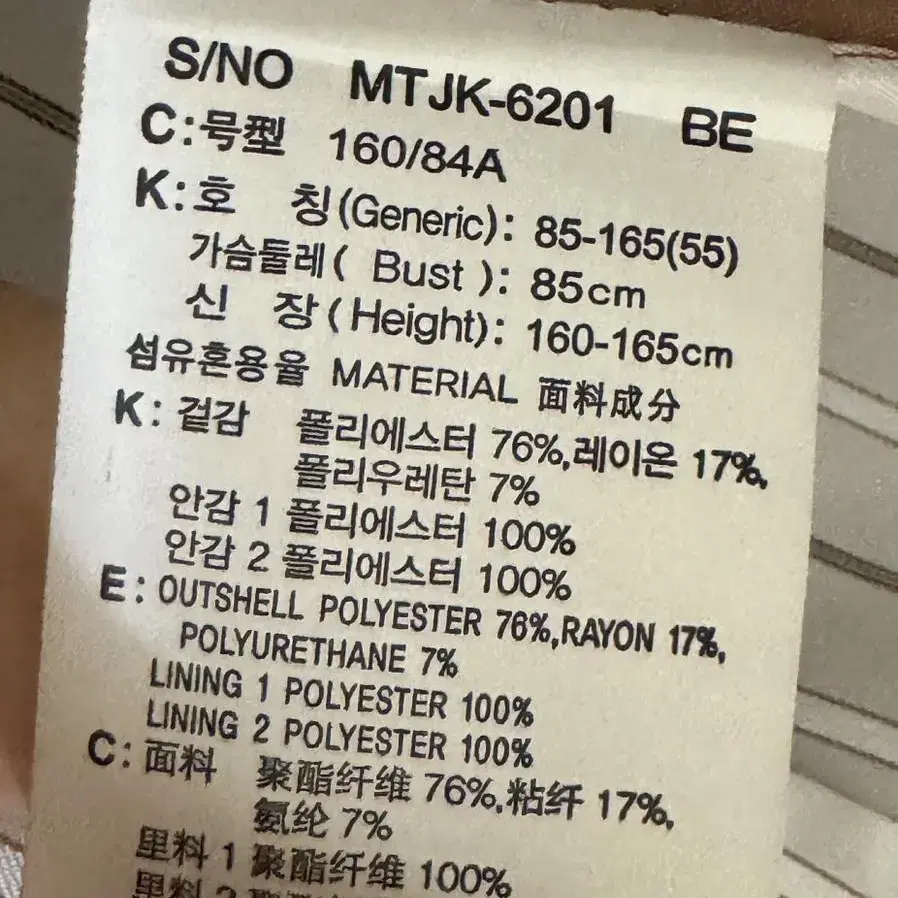 S/NO MTJK-6201 BE
C:号型 160/84A
K:호 칭(Generic): 85-165(55)
가슴둘레( Bust ): 85cm
신 장(Height): 160-165cm
섬유혼용율 MATERIAL 面料成分
K: 겉감 폴리에스터 76%,레이온 17%,
폴리우레탄 7%
안감 1 폴리에스터 100%
안감 2 폴리에스터 100%
E: OUTSHELL POLYESTER 76%,RAYON 17%,
POLYURETHANE 7%
LINING 1 POLYESTER 100%
LINING 2 POLYESTER 100%
C: 面料 聚酯纤维 76%,粘纤 17%,
氨纶 7%
里料 1 聚酯纤维 100%
里料 2 聚酯